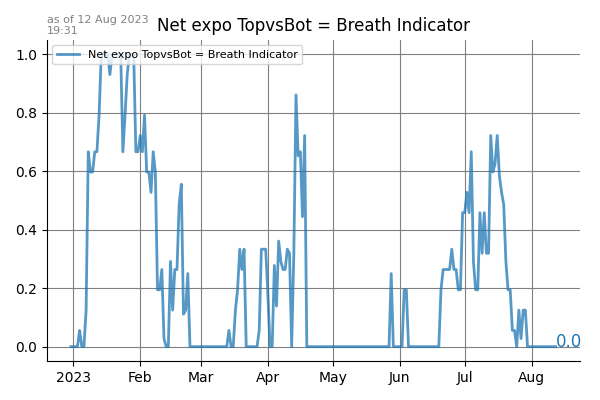 as of 12 Aug 2023
19:31
Net expo TopvsBot = Breath Indicator
Net expo TopvsBot = Breath Indicator
1.0
0.8
0.6
0.4
0.2
0.0
0.0
2023 Feb Mar Apr May Jun Jul Aug